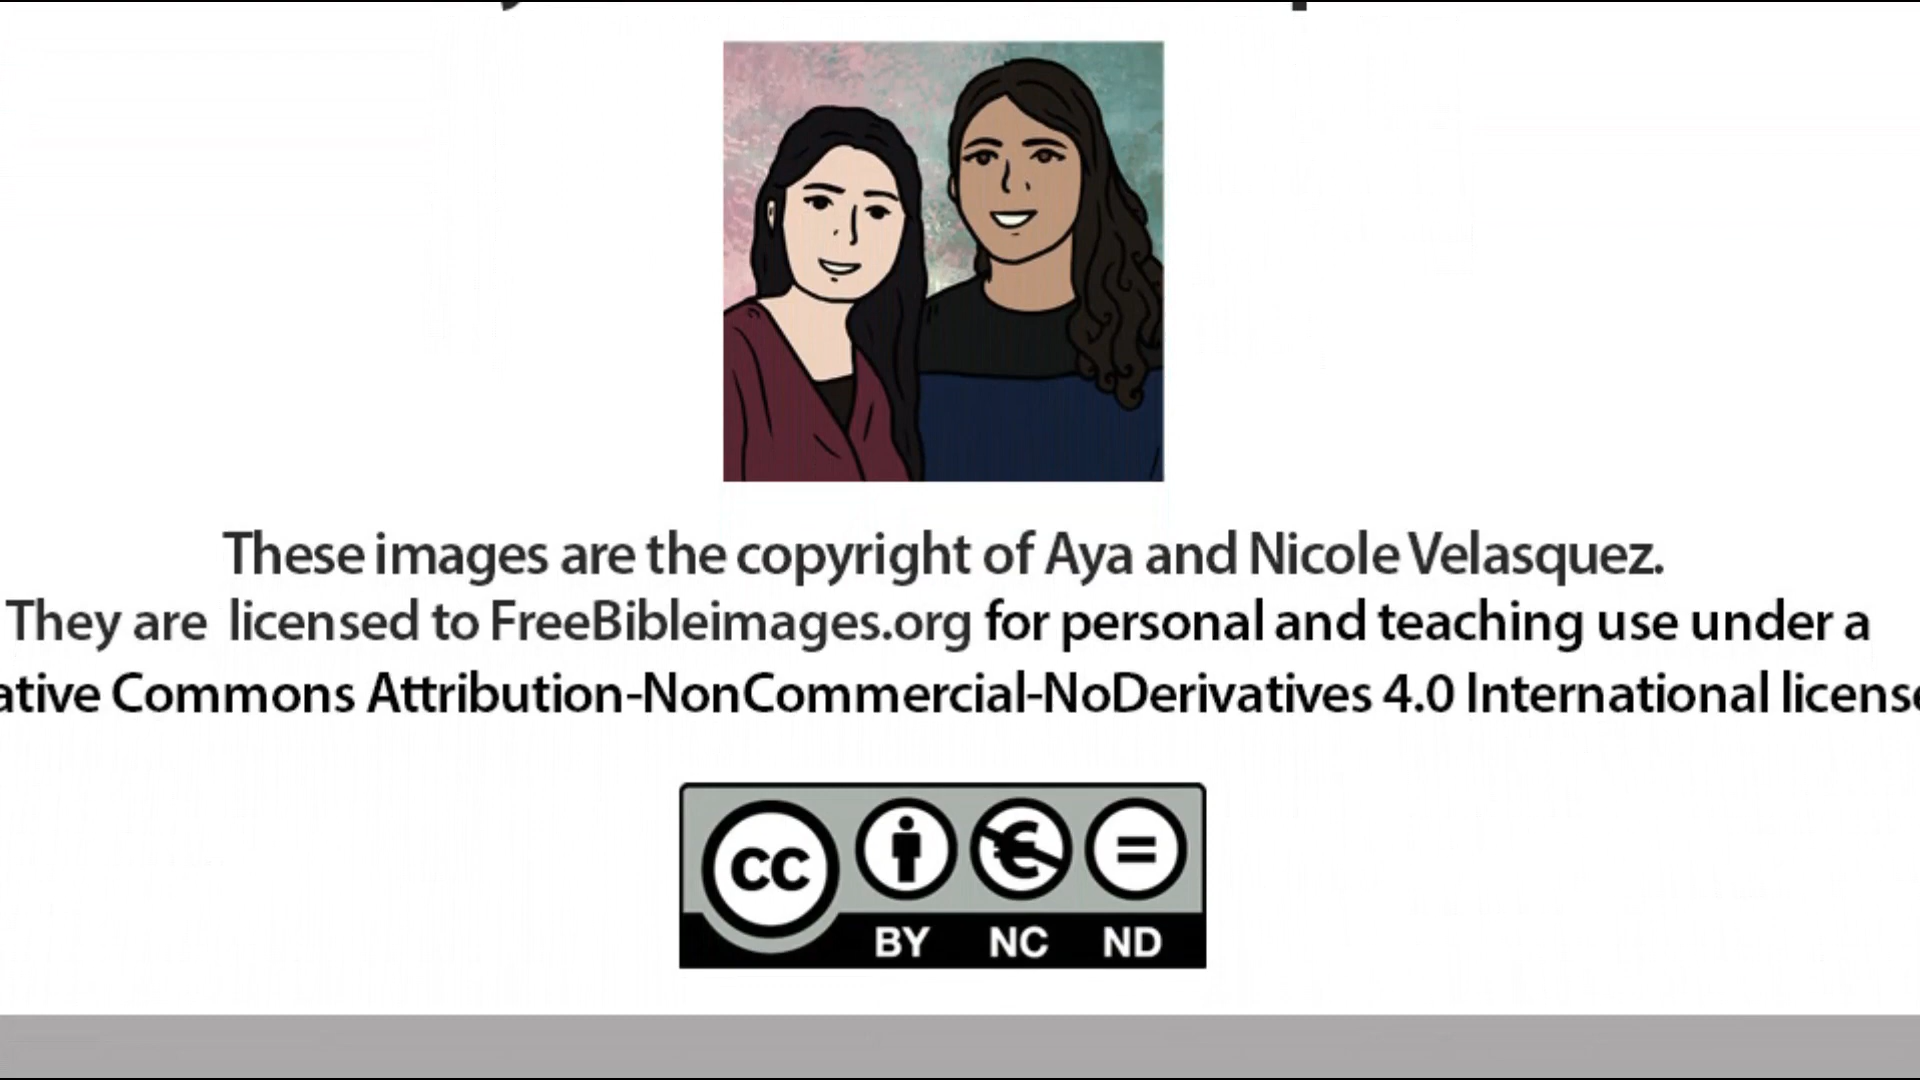 These images are the copyright of Aya and Nicole Velasquez.
They are licensed to FreeBibleimages.org for personal and teaching use under a
ative Commons Attribution-NonCommercial-NoDerivatives 4.0 International license
CC
BY NC ND